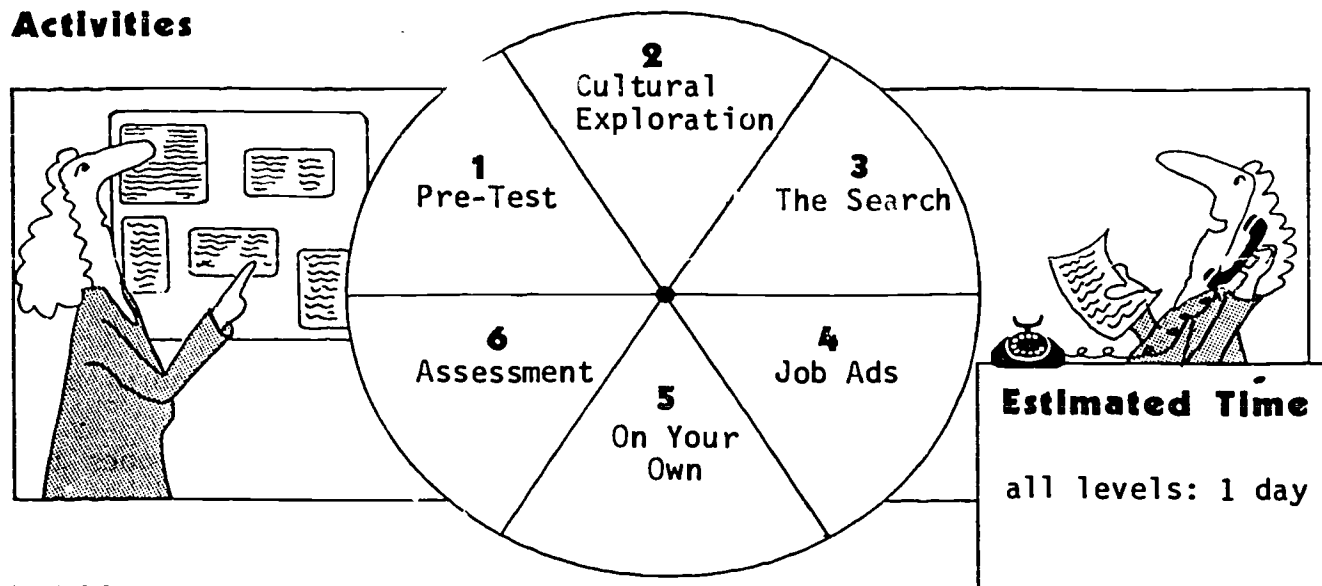 Activities
1
Pre-Test
2
Cultural
Exploration
3
The Search
4
Job Ads
5
On Your
Own
6
Assessment
Estimated Time
all levels: 1 day